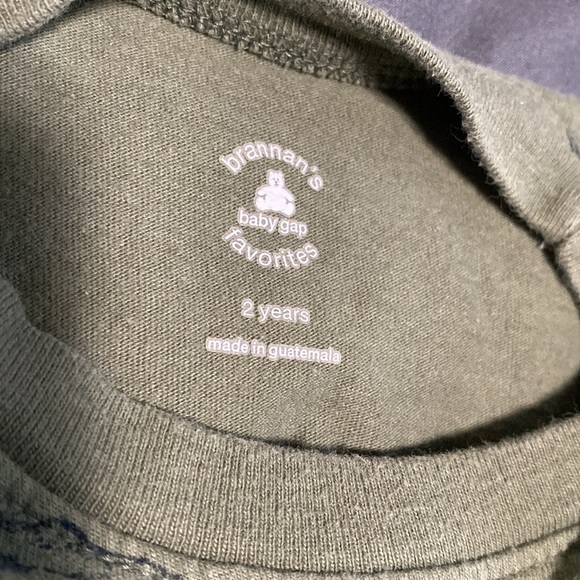 brannan's
baby gap
favorites
2 years
made in guatemala